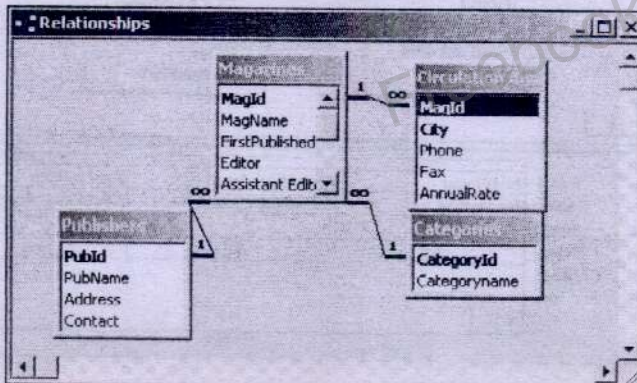 Relationships
Magazines
MagId
MagName
FirstPublished
Editor
Assistant Edit
1
∞
Circulation
MagId
City
Phone
Fax
AnnualRate
∞
∞
Publishers
PubId
PubName
Address
Contact
1
1
Categories
CategoryId
Categoryname